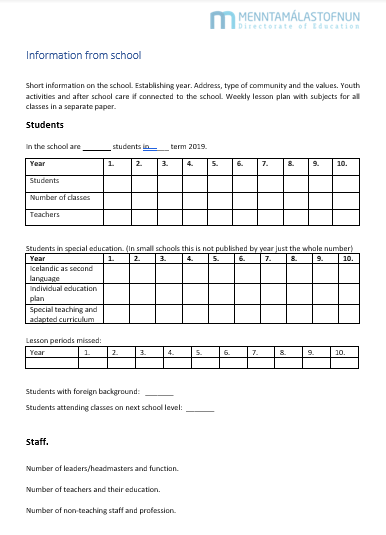 MENNTAMÁLASTOFNUN
Directorate of Education
Information from school
Short information on the school. Establishing year. Address, type of community and the values. Youth
activities and after school care if connected to the school. Weekly lesson plan with subjects for all
classes in a separate paper.
Students
In the school are _______ students in___ term 2019.
Year 1. 2. 3. 4. 5. 6. 7. 8. 9. 10.
Students
Number of classes
Teachers
Students in special education. (In small schools this is not published by year just the whole number)
Year 1. 2. 3. 4. 5. 6. 7. 8. 9. 10.
Icelandic as second
language
Individual education
plan
Special teaching and
adapted curriculum
Lesson periods missed:
Year 1. 2. 3. 4. 5. 6. 7. 8. 9. 10.
Students with foreign background: _______
Students attending classes on next school level: _______
Staff.
Number of leaders/headmasters and function.
Number of teachers and their education.
Number of non-teaching staff and profession.